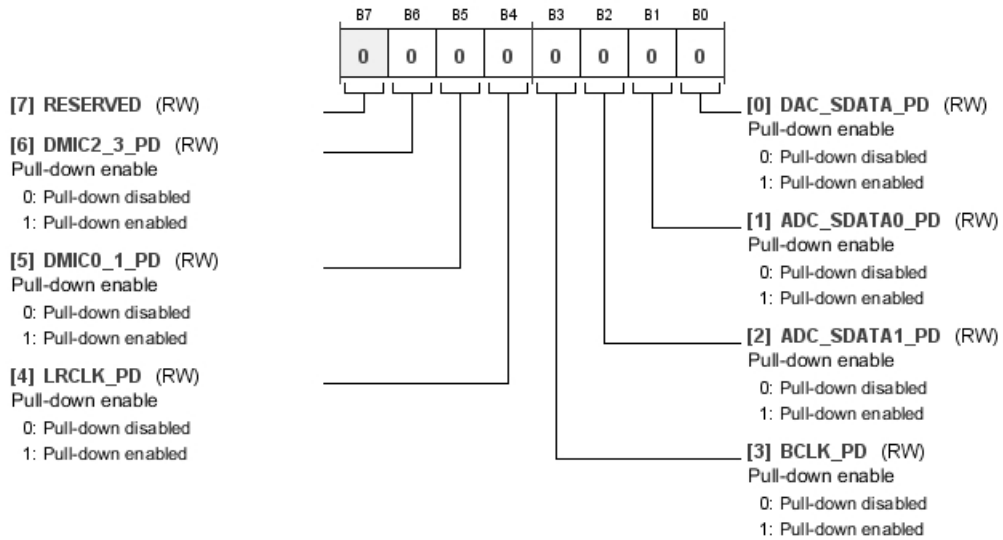 B7 B6 B5 B4 B3 B2 B1 B0
0 0 0 0 0 0 0 0
[7] RESERVED (RW)
[6] DMIC2_3_PD (RW)
Pull-down enable
0: Pull-down disabled
1: Pull-down enabled
[5] DMIC0_1_PD (RW)
Pull-down enable
0: Pull-down disabled
1: Pull-down enabled
[4] LRCLK_PD (RW)
Pull-down enable
0: Pull-down disabled
1: Pull-down enabled
[0] DAC_SDATA_PD (RW)
Pull-down enable
0: Pull-down disabled
1: Pull-down enabled
[1] ADC_SDATA0_PD (RW)
Pull-down enable
0: Pull-down disabled
1: Pull-down enabled
[2] ADC_SDATA1_PD (RW)
Pull-down enable
0: Pull-down disabled
1: Pull-down enabled
[3] BCLK_PD (RW)
Pull-down enable
0: Pull-down disabled
1: Pull-down enabled